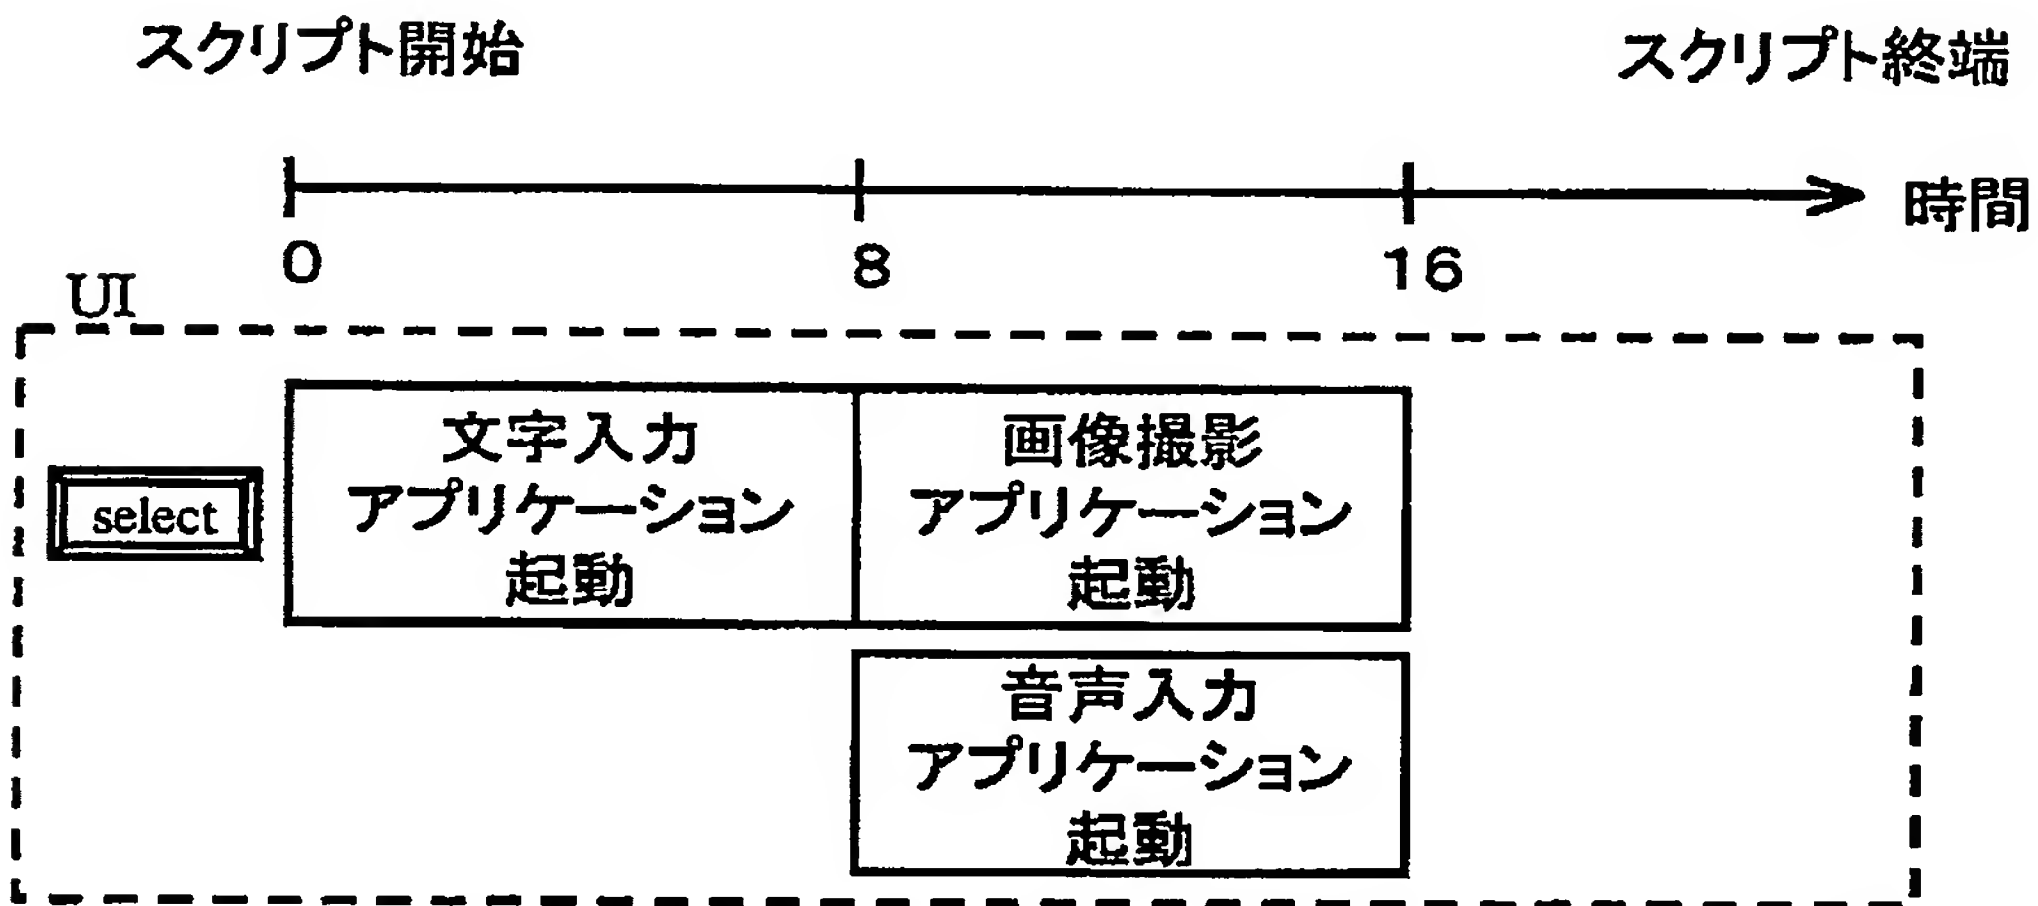 スクリプト開始
スクリプト終端
時間
0
8
16
UI
select
文字入力
アプリケーション
起動
画像撮影
アプリケーション
起動
音声入力
アプリケーション
起動